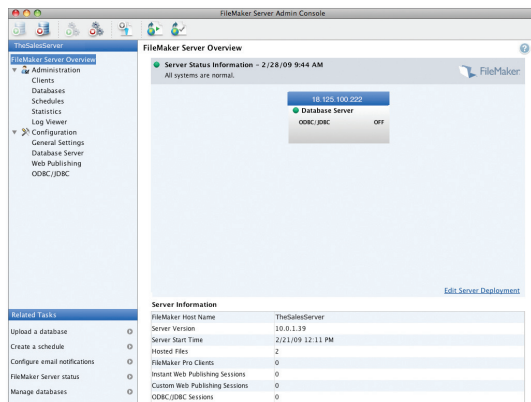 FileMaker Server Admin Console
TheSalesServer
FileMaker Server Overview
Administration
Clients
Databases
Schedules
Statistics
Log Viewer
Configuration
General Settings
Database Server
Web Publishing
ODBC/JDBC
Related Tasks
Upload a database
Create a schedule
Configure email notifications
FileMaker Server status
Manage databases
FileMaker Server Overview
?
Server Status Information – 2/28/09 9:44 AM
All systems are normal.
FileMaker
18.125.100.222
Database Server
ODBC/JDBC OFF
Edit Server Deployment
Server Information
FileMaker Host Name TheSalesServer
Server Version 10.0.1.39
Server Start Time 2/21/09 12:11 PM
Hosted Files 2
FileMaker Pro Clients 0
Instant Web Publishing Sessions 0
Custom Web Publishing Sessions 0
ODBC/JDBC Sessions 0